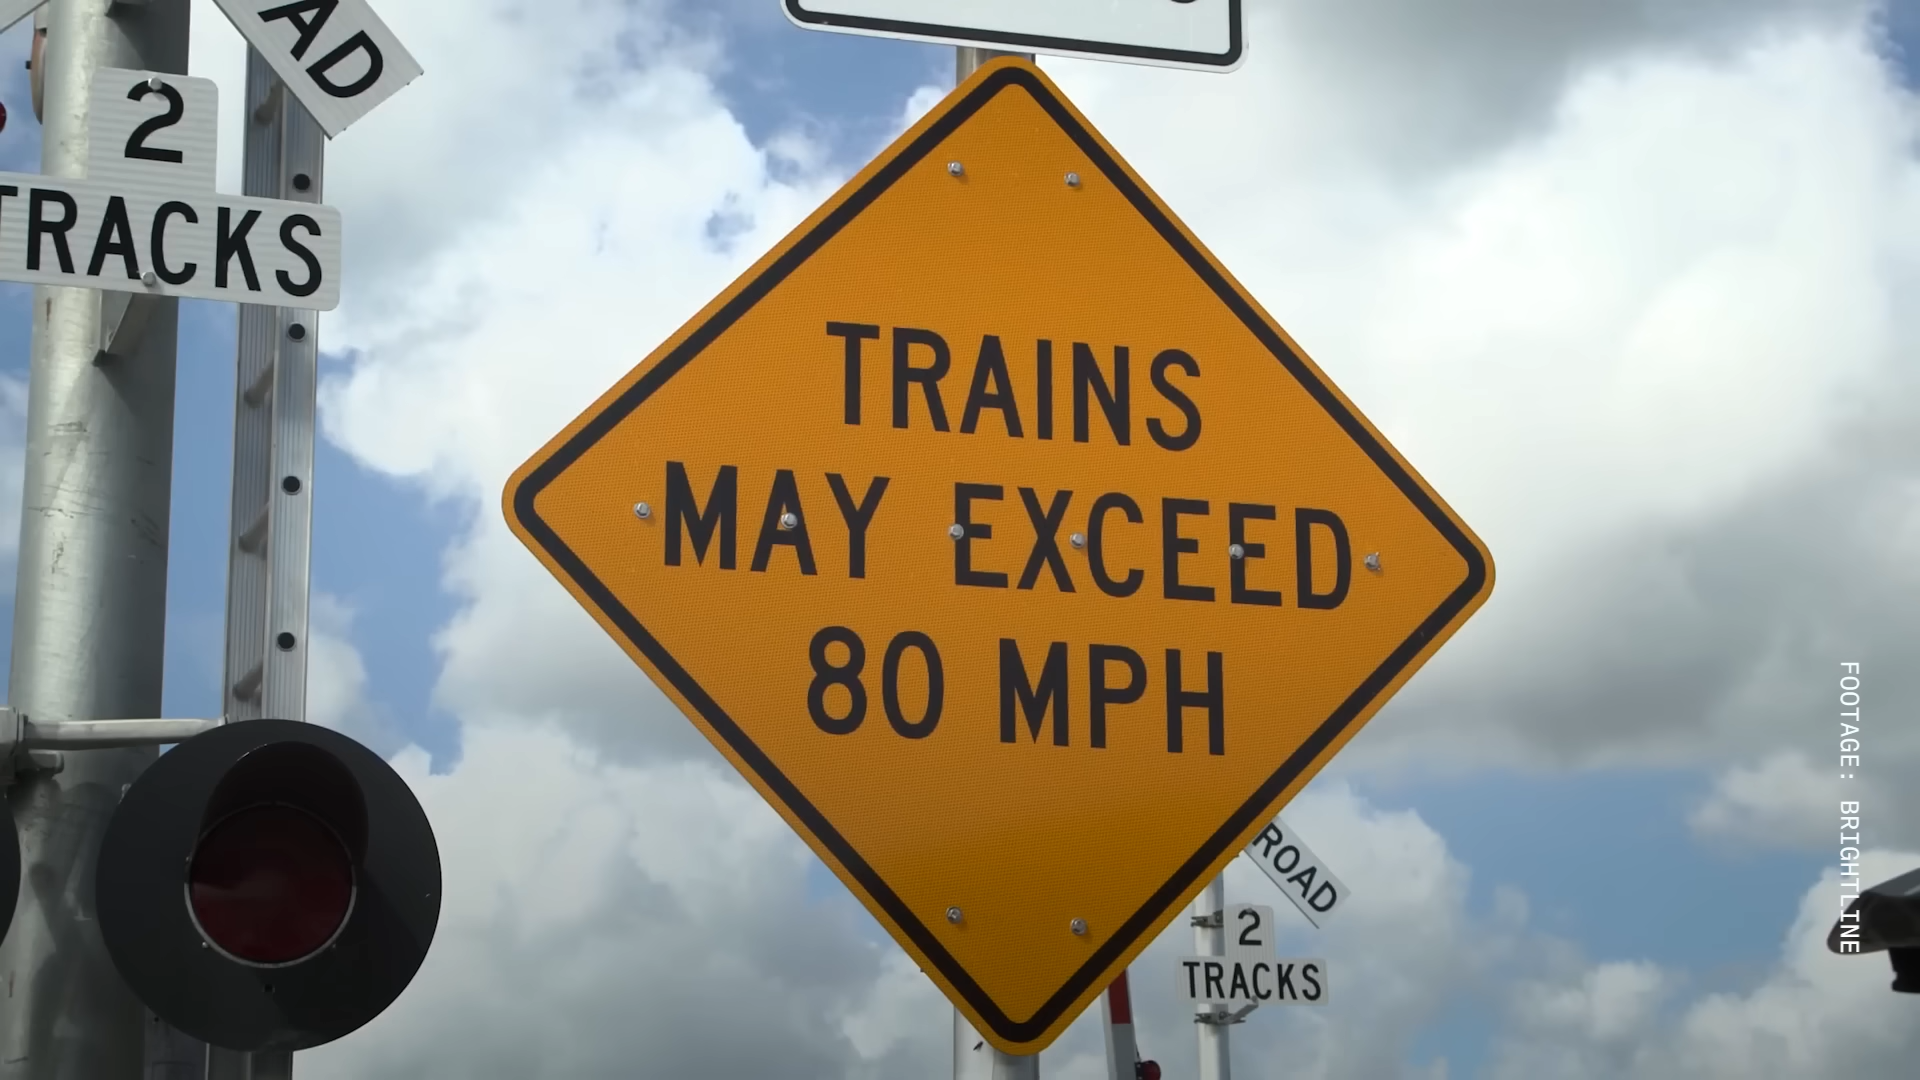 AD
2
TRACKS
TRAINS
MAY EXCEED
80 MPH
ROAD
2
TRACKS
FOOTAGE: BRIGHTLINE